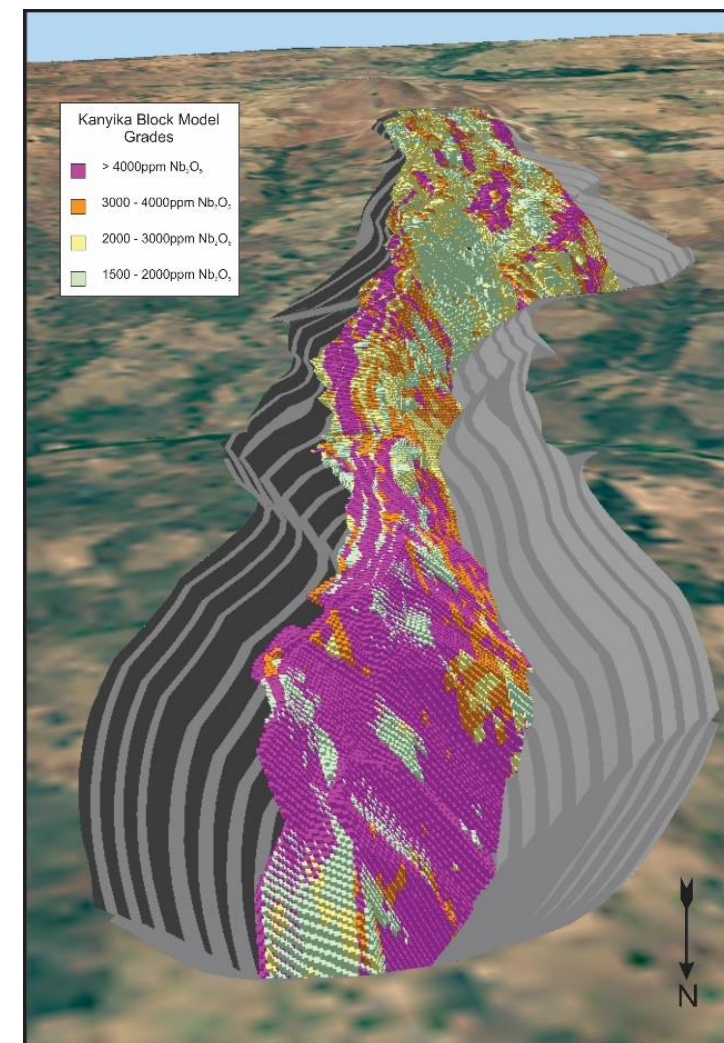 Kanyika Block Model
Grades
> 4000ppm Nb₂O₅
3000 - 4000ppm Nb₂O₅
2000 - 3000ppm Nb₂O₅
1500 - 2000ppm Nb₂O₅
N